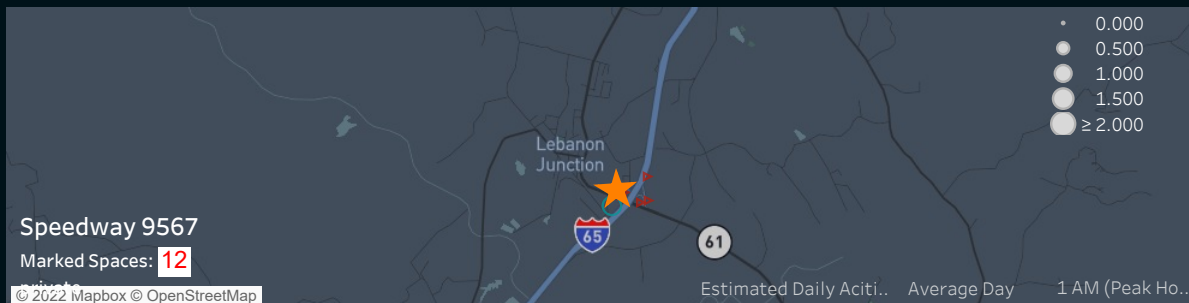 0.000
0.500
1.000
1.500
≥ 2.000
Lebanon
Junction
65
61
Speedway 9567
Marked Spaces: 12
private
© 2022 Mapbox © OpenStreetMap
Estimated Daily Aciti.. Average Day 1 AM (Peak Ho..